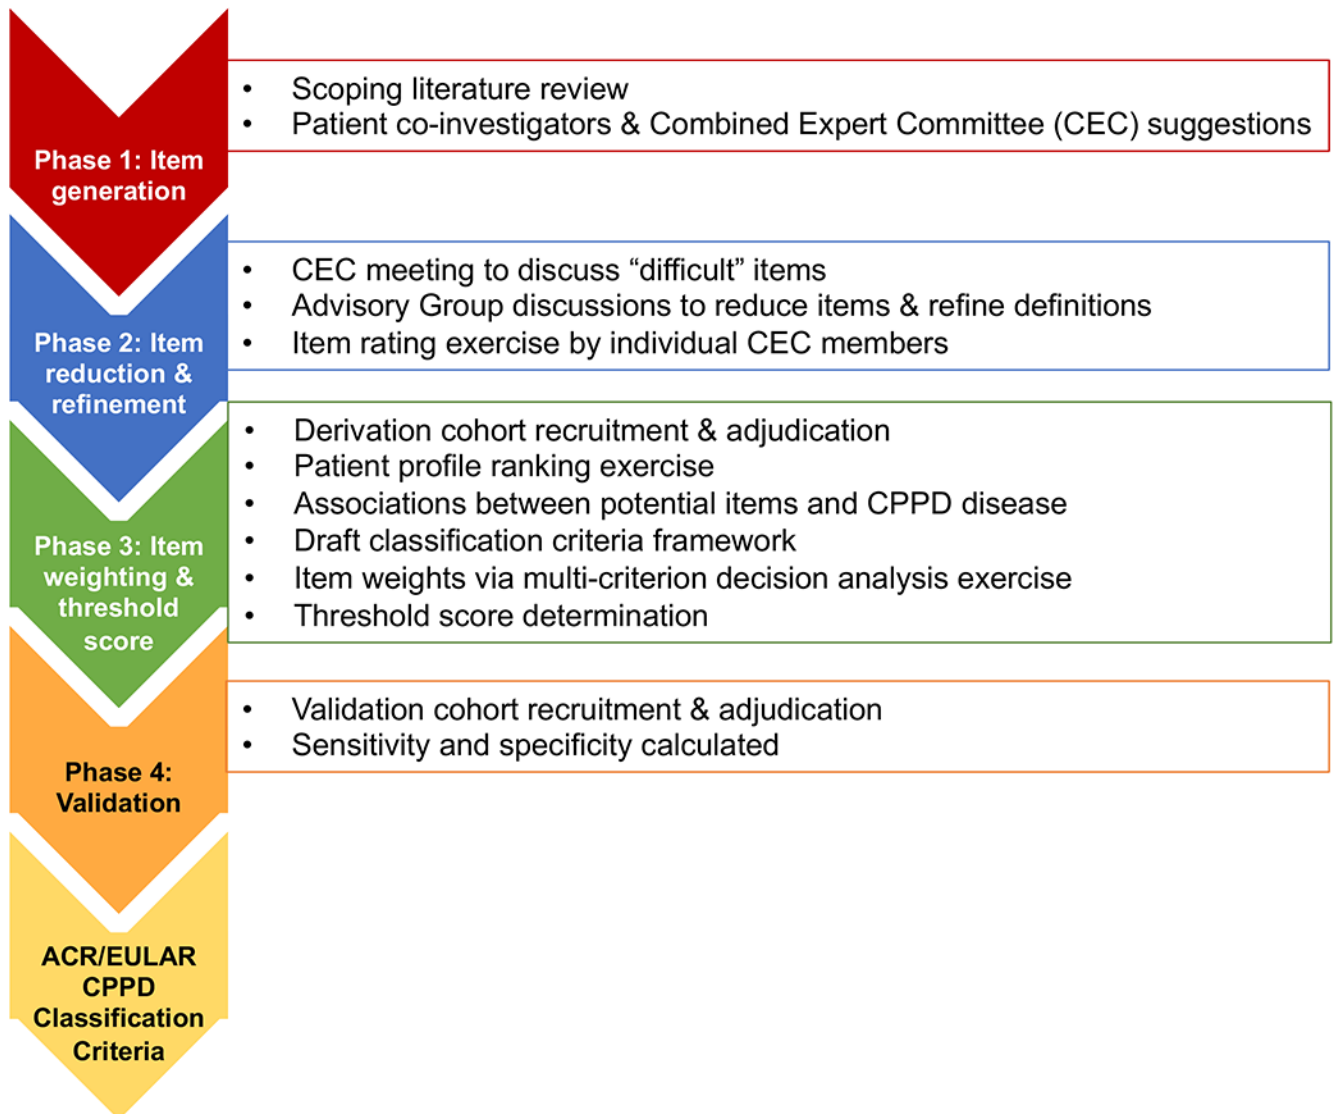 Phase 1: Item
generation
• Scoping literature review
• Patient co-investigators & Combined Expert Committee (CEC) suggestions
Phase 2: Item
reduction &
refinement
• CEC meeting to discuss “difficult” items
• Advisory Group discussions to reduce items & refine definitions
• Item rating exercise by individual CEC members
Phase 3: Item
weighting &
threshold
score
• Derivation cohort recruitment & adjudication
• Patient profile ranking exercise
• Associations between potential items and CPPD disease
• Draft classification criteria framework
• Item weights via multi-criterion decision analysis exercise
• Threshold score determination
Phase 4:
Validation
• Validation cohort recruitment & adjudication
• Sensitivity and specificity calculated
ACR/EULAR
CPPD
Classification
Criteria